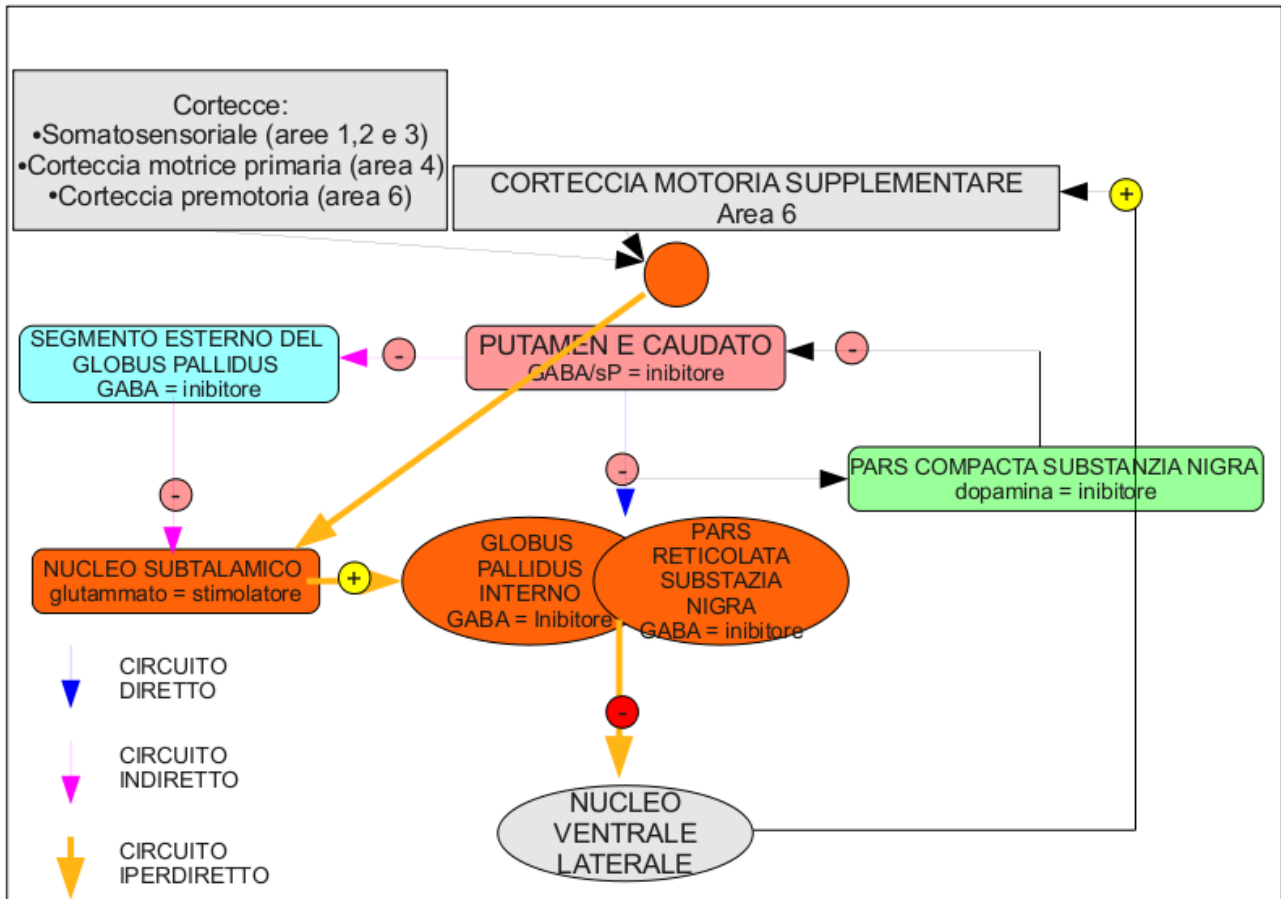 Cortecce:
•Somatosensoriale (aree 1,2 e 3)
•Corteccia motrice primaria (area 4)
•Corteccia premotoria (area 6)
CORTECCIA MOTORIA SUPPLEMENTARE
Area 6
+
SEGMENTO ESTERNO DEL
GLOBUS PALLIDUS
GABA = inibitore
-
PUTAMEN E CAUDATO
GABA/sP = inibitore
-
-
-
PARS COMPACTA SUBSTANZIA NIGRA
dopamina = inibitore
NUCLEO SUBTALAMICO
glutammato = stimolatore
+
GLOBUS
PALLIDUS
INTERNO
GABA = Inibitore
PARS
RETICOLATA
SUBSTAZIA
NIGRA
GABA = inibitore
-
NUCLEO
VENTRALE
LATERALE
CIRCUITO
DIRETTO
CIRCUITO
INDIRETTO
CIRCUITO
IPERDIRETTO